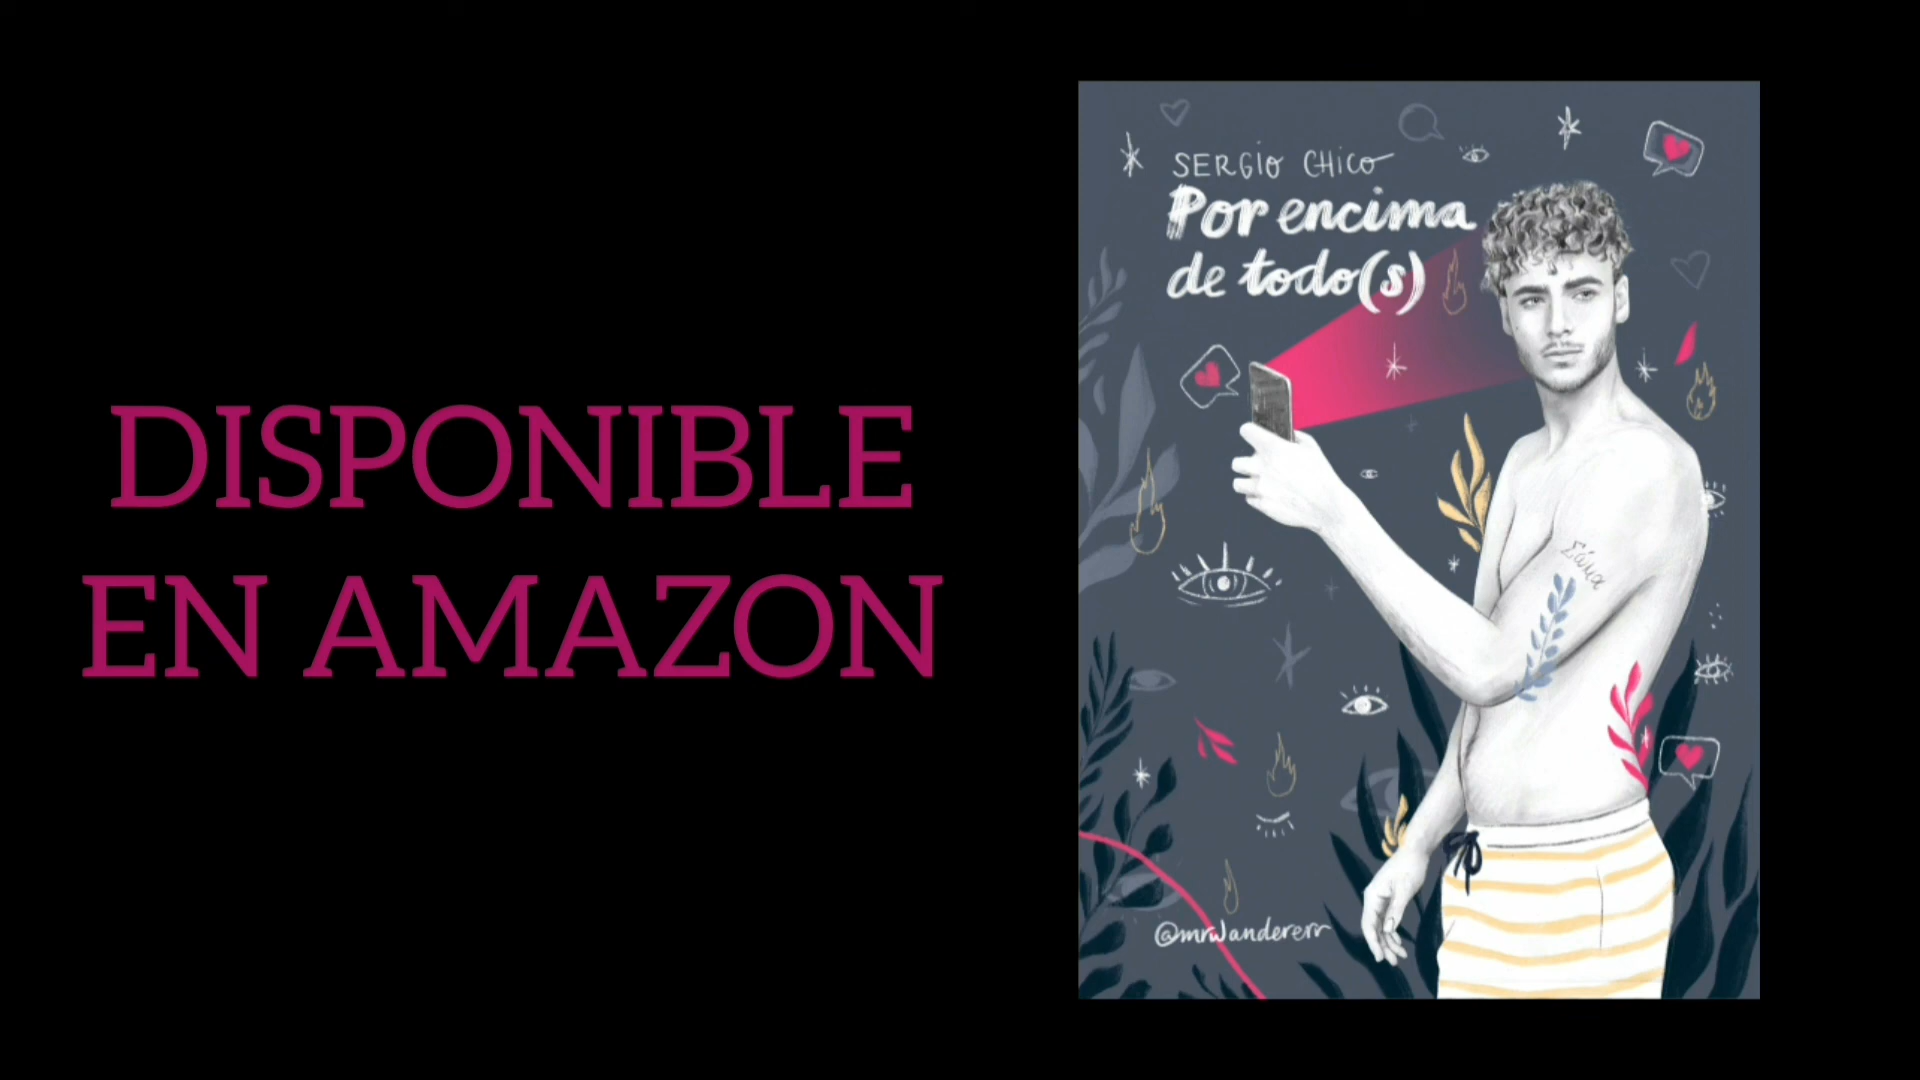 DISPONIBLE
EN AMAZON
SERGIO CHICO
Por encima
de todo(s)
@mrwandererr